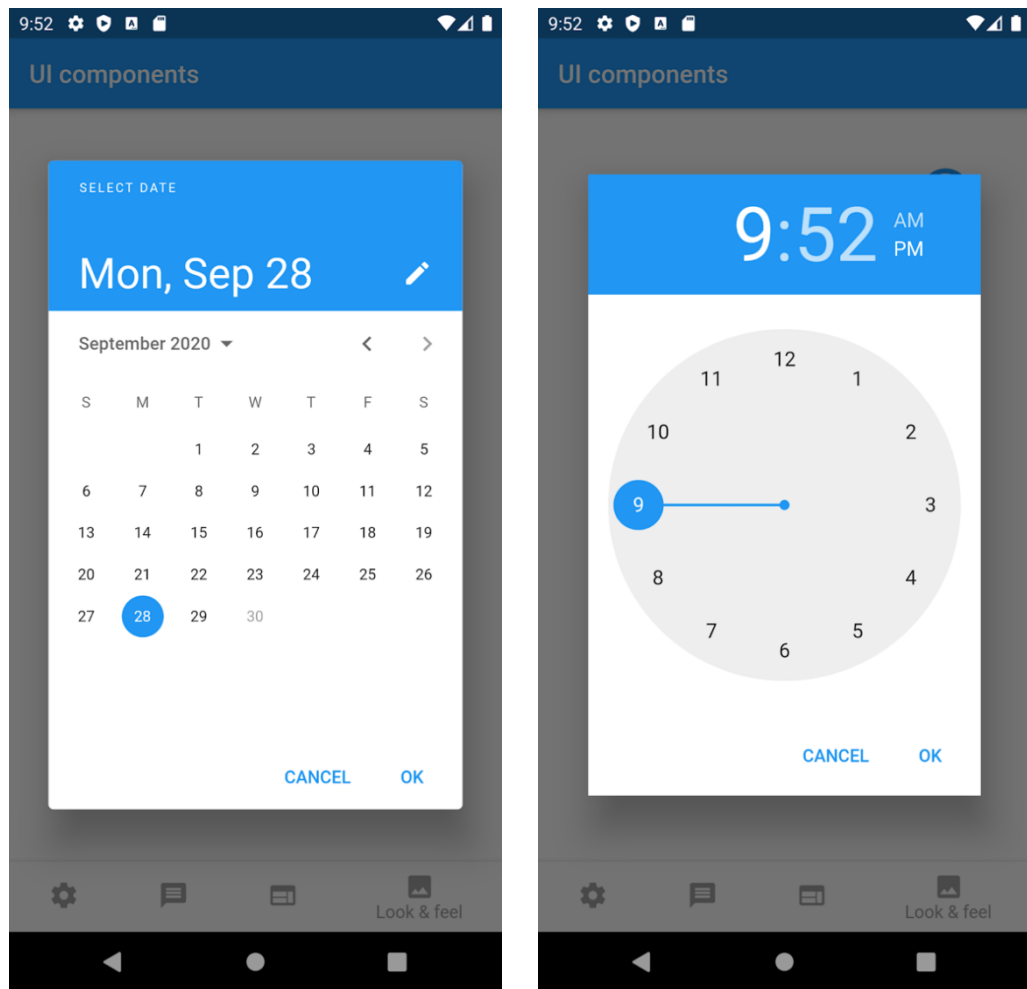 9:52
UI components
SELECT DATE
Mon, Sep 28
September 2020
S M T W T F S
1 2 3 4 5
6 7 8 9 10 11 12
13 14 15 16 17 18 19
20 21 22 23 24 25 26
27 28 29 30
CANCEL OK
Look & feel
9:52
UI components
9:52 AM
PM
12
11 1
10 2
9 3
8 4
7 5
6
CANCEL OK
Look & feel